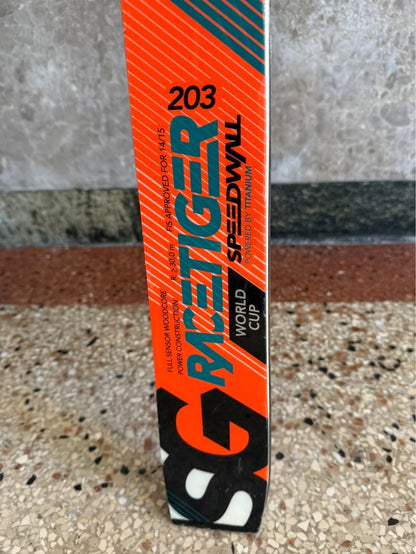 203
RACETIGER
SPEEDWALL
POWERED BY TITANIUM
FIS APPROVED FOR 14/15
R. ≥30.0 m
FULL SENSOR WOODCORE
POWER CONSTRUCTION
WORLD
CUP
SG